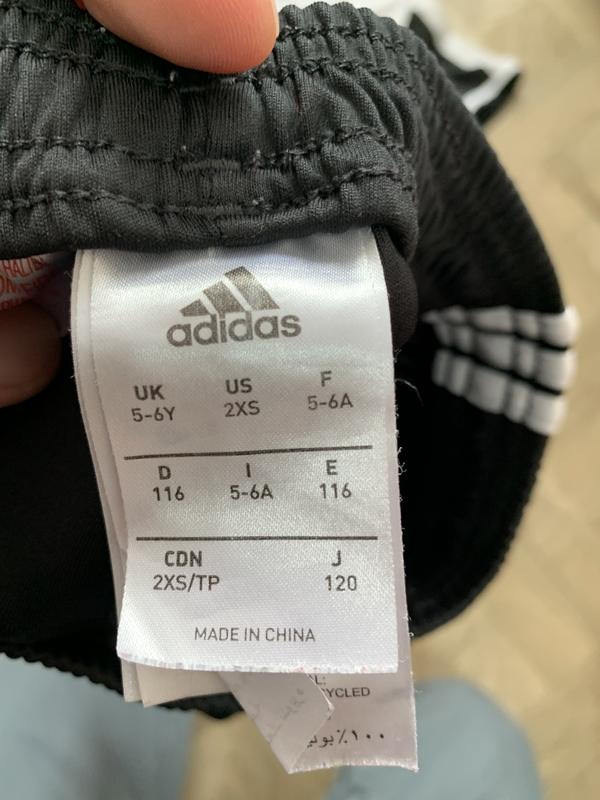 adidas
UK US F
5-6Y 2XS 5-6A
D I E
116 5-6A 116
CDN J
2XS/TP 120
MADE IN CHINA